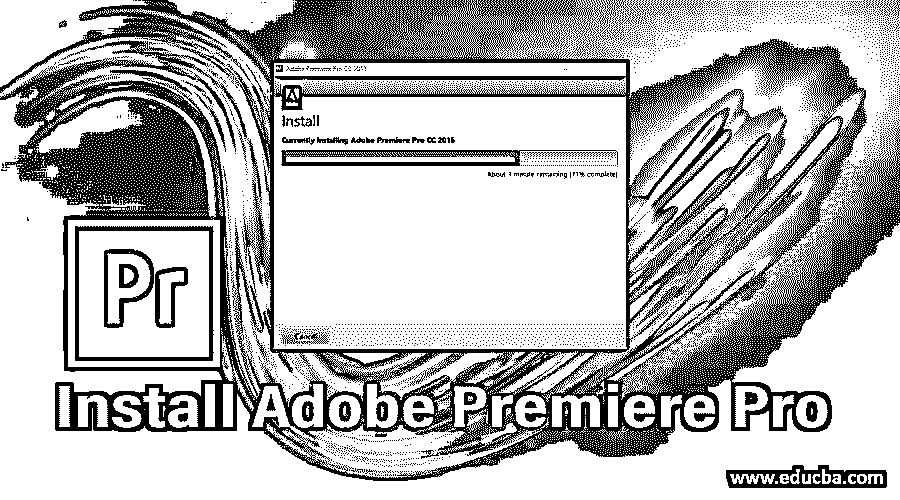 Adobe Premiere Pro CC 2015
Install
Currently Installing Adobe Premiere Pro CC 2015
About 1 minute remaining (71% complete)
Cancel
Pr
Install Adobe Premiere Pro
www.educba.com